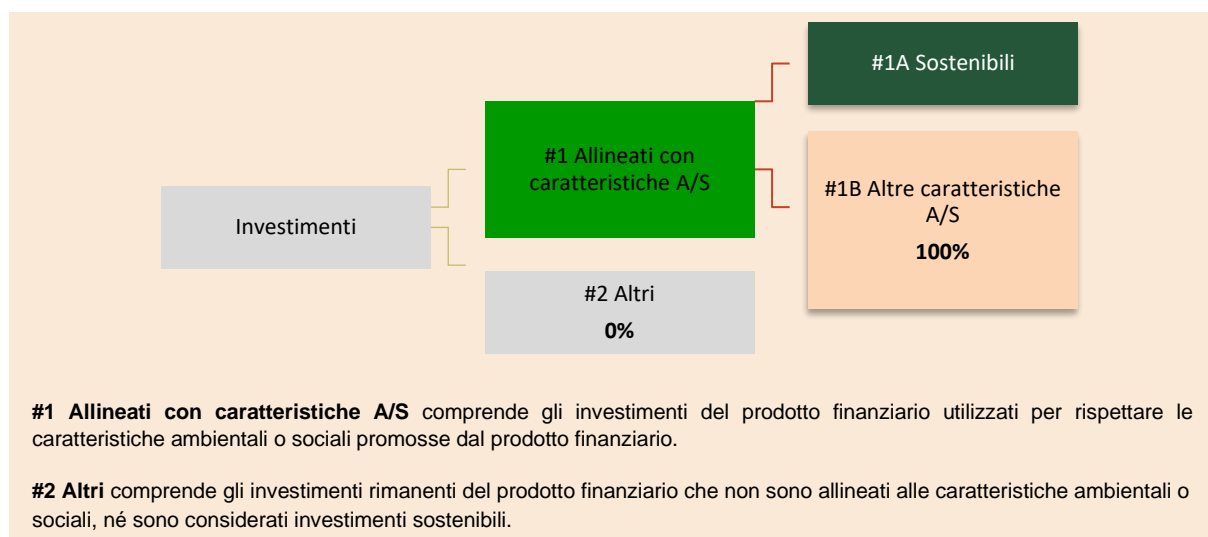 #1A Sostenibili
#1 Allineati con
caratteristiche A/S
#1B Altre caratteristiche
A/S
100%
Investimenti
#2 Altri
0%
#1 Allineati con caratteristiche A/S comprende gli investimenti del prodotto finanziario utilizzati per rispettare le
caratteristiche ambientali o sociali promosse dal prodotto finanziario.
#2 Altri comprende gli investimenti rimanenti del prodotto finanziario che non sono allineati alle caratteristiche ambientali o
sociali, né sono considerati investimenti sostenibili.